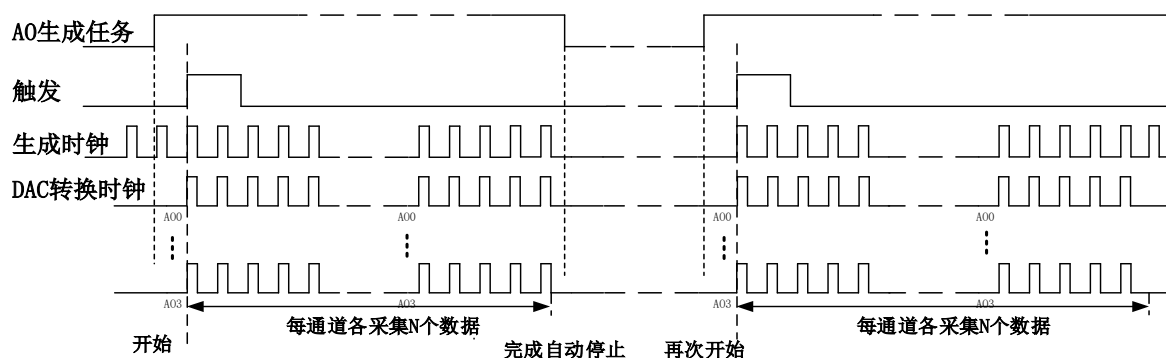 AO生成任务
触发
生成时钟
DAC转换时钟
AO0
AO0
AO0
AO0
AO3
AO3
AO3
AO3
每通道各采集N个数据
每通道各采集N个数据
开始
完成自动停止
再次开始